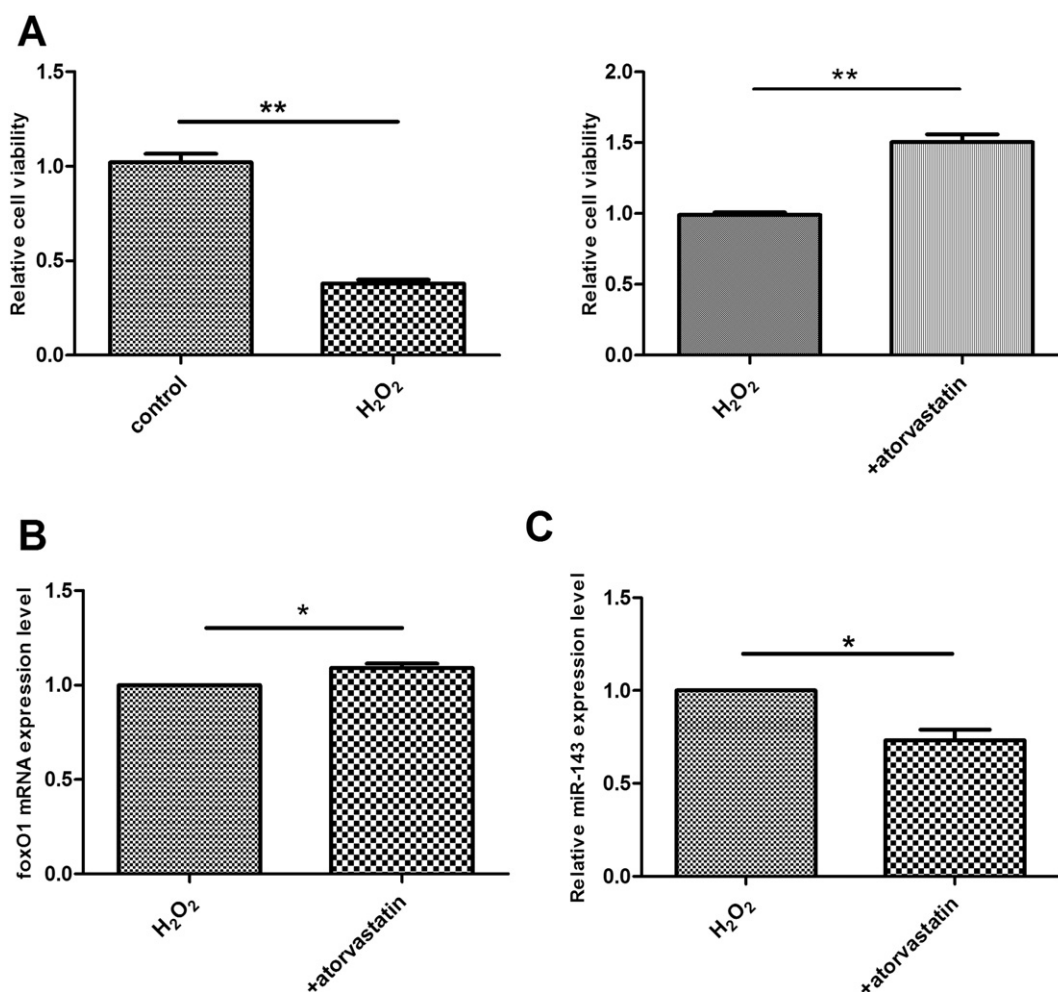 A
Relative cell viability
1.5
1.0
0.5
0.0
**
control
H₂O₂
Relative cell viability
2.0
1.5
1.0
0.5
0.0
**
H₂O₂
+atorvastatin
B
foxO1 mRNA expression level
1.5
1.0
0.5
0.0
*
H₂O₂
+atorvastatin
C
Relative miR-143 expression level
1.5
1.0
0.5
0.0
*
H₂O₂
+atorvastatin